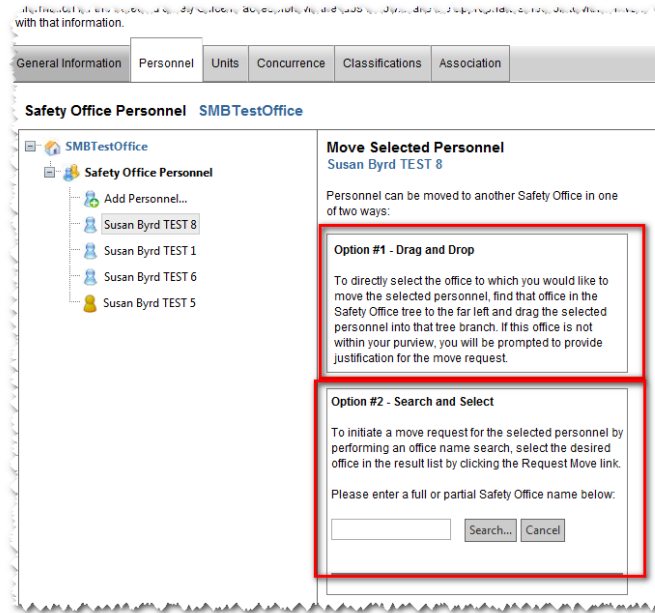 with that information.
General Information Personnel Units Concurrence Classifications Association
Safety Office Personnel SMBTestOffice
SMBTestOffice
Safety Office Personnel
Add Personnel...
Susan Byrd TEST 8
Susan Byrd TEST 1
Susan Byrd TEST 6
Susan Byrd TEST 5
Move Selected Personnel
Susan Byrd TEST 8
Personnel can be moved to another Safety Office in one
of two ways:
Option #1 - Drag and Drop
To directly select the office to which you would like to
move the selected personnel, find that office in the
Safety Office tree to the far left and drag the selected
personnel into that tree branch. If this office is not
within your purview, you will be prompted to provide
justification for the move request.
Option #2 - Search and Select
To initiate a move request for the selected personnel by
performing an office name search, select the desired
office in the result list by clicking the Request Move link.
Please enter a full or partial Safety Office name below:
Search... Cancel